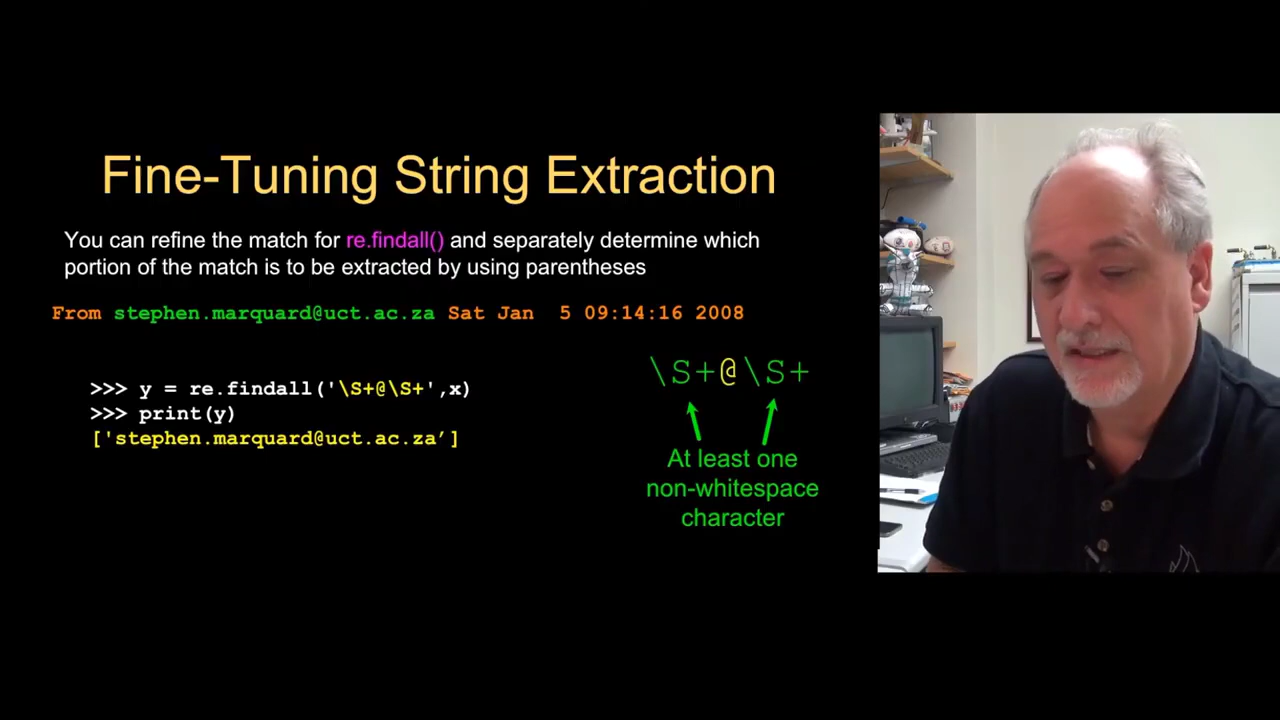 Fine-Tuning String Extraction
You can refine the match for re.findall() and separately determine which
portion of the match is to be extracted by using parentheses
From stephen.marquard@uct.ac.za Sat Jan  5 09:14:16 2008
>>> y = re.findall('\S+@\S+',x)
>>> print(y)
['stephen.marquard@uct.ac.za’]
\S+@\S+
At least one
non-whitespace
character